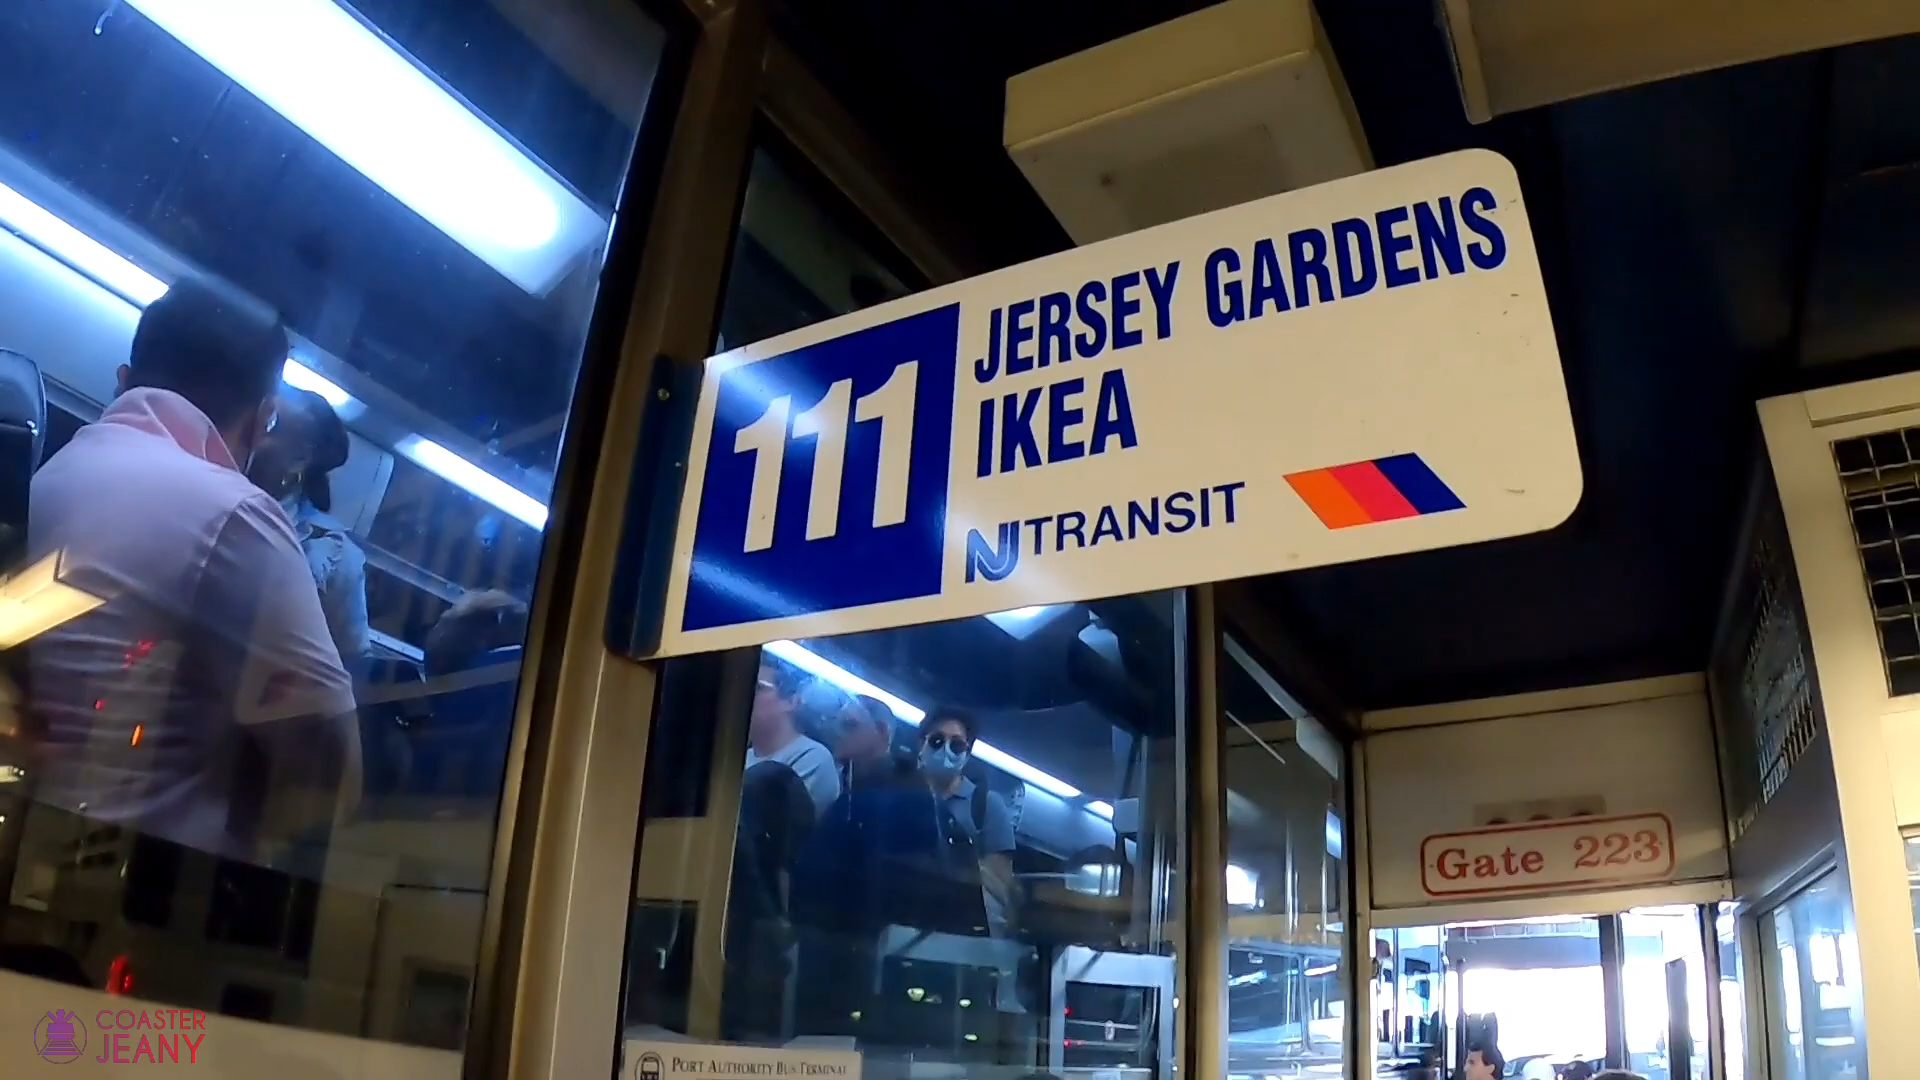 111
JERSEY GARDENS
IKEA
NJ TRANSIT
Gate 223
PORT AUTHORITY BUS TERMINAL
COASTER
JEANY